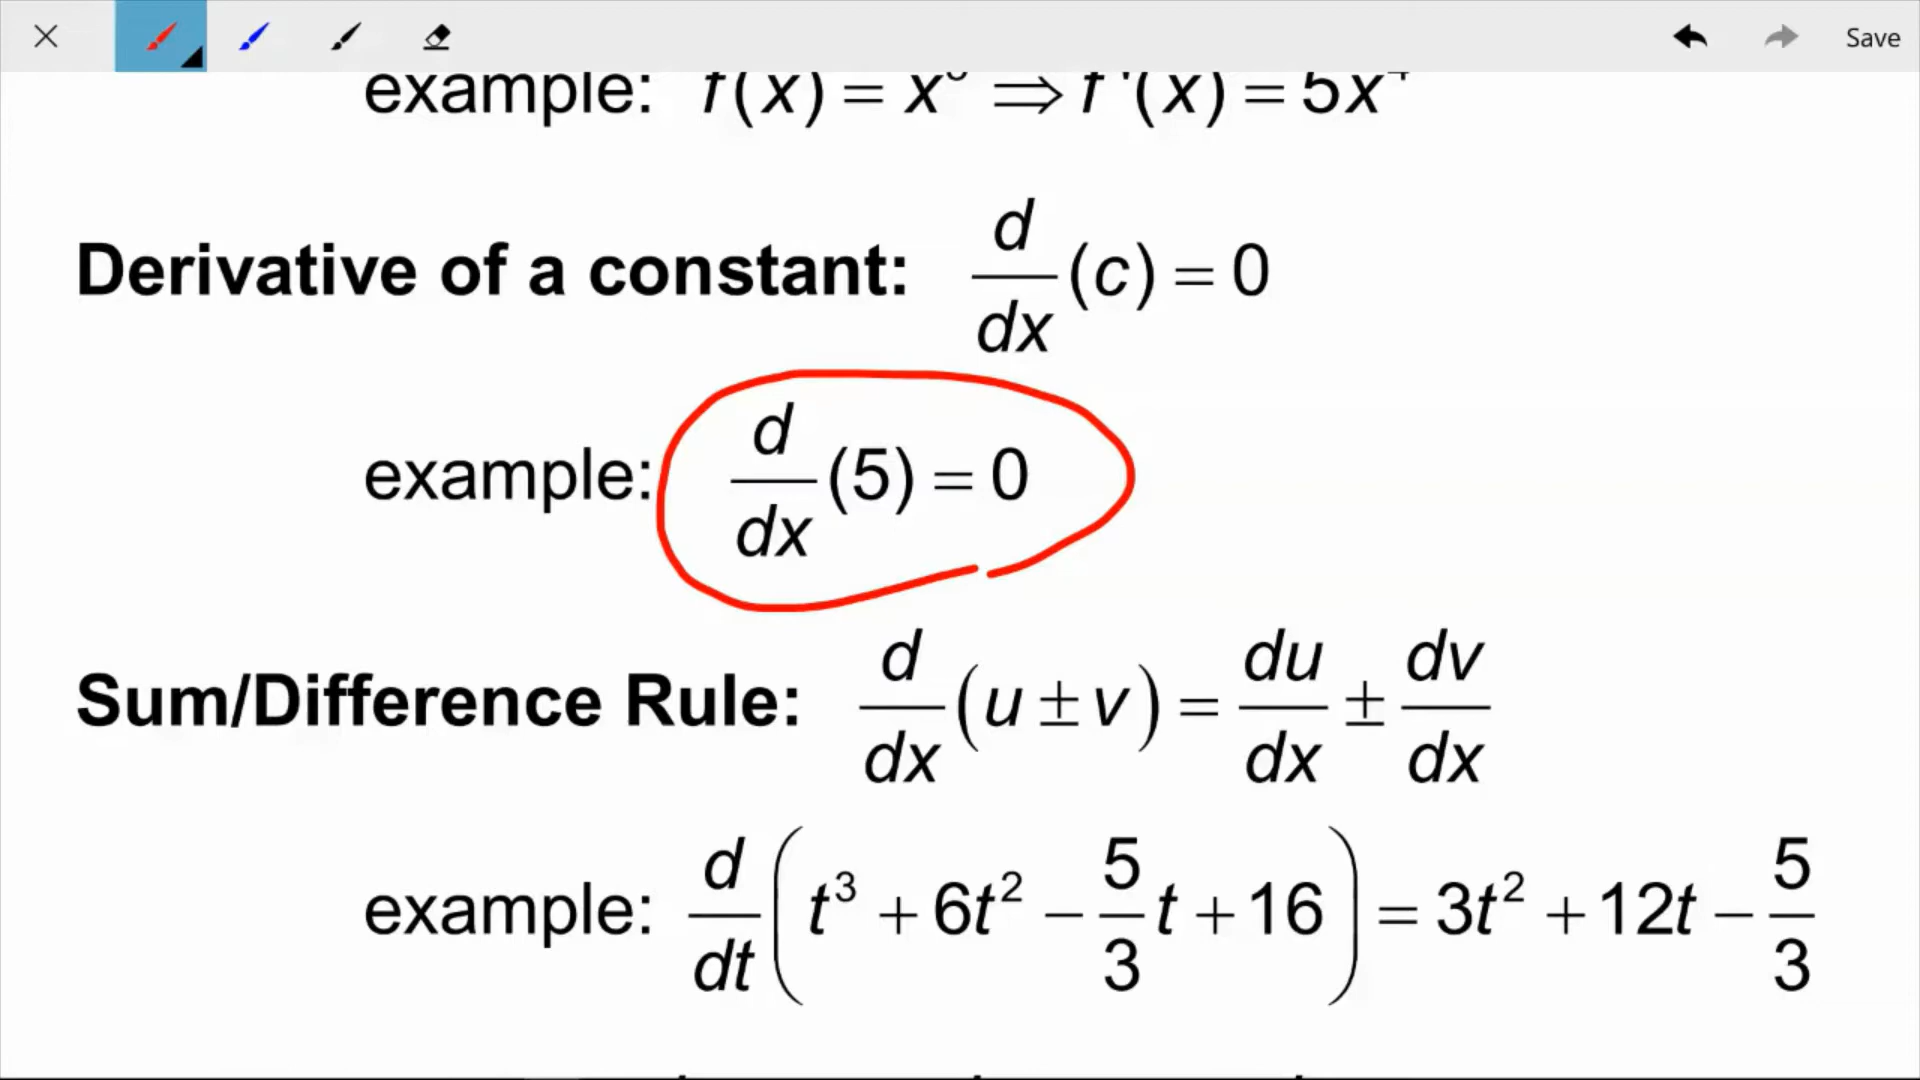 Save
example: f(x) = x⁵ ⇒ f'(x) = 5x⁴
Derivative of a constant: d/dx (c) = 0
example: d/dx (5) = 0
Sum/Difference Rule: d/dx (u ± v) = du/dx ± dv/dx
example: d/dt (t³ + 6t² − 5/3 t + 16) = 3t² + 12t − 5/3